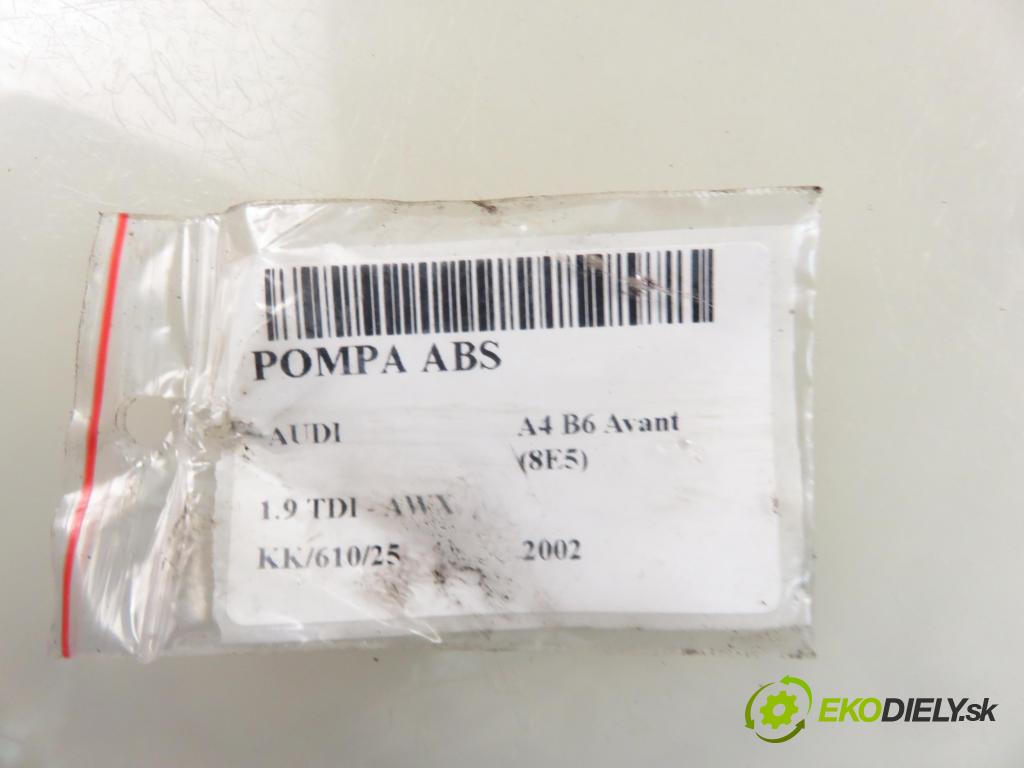 POMPA ABS
AUDI
A4 B6 Avant
(8E5)
1.9 TDI - AWX
KK/610/25
2002
EKODIELY.sk